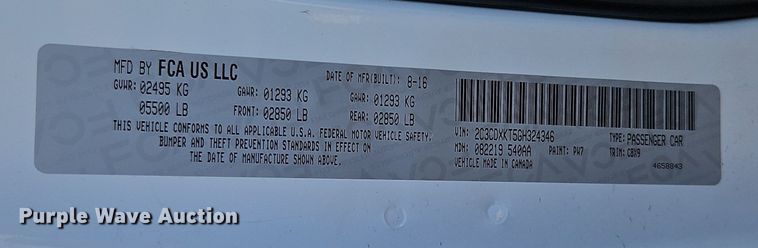 MFD BY FCA US LLC
DATE OF MFR(BUILT): 8-16
GVWR: 02495 KG
GAWR: 01293 KG
GAWR: 01293 KG
05500 LB
FRONT: 02850 LB
REAR: 02850 LB
THIS VEHICLE CONFORMS TO ALL APPLICABLE U.S.A. FEDERAL MOTOR VEHICLE SAFETY,
BUMPER AND THEFT PREVENTION STANDARDS IN EFFECT ON
THE DATE OF MANUFACTURE SHOWN ABOVE.
VIN: 2C3CDXKT5GH324346
TYPE: PASSENGER CAR
MDH: 082219 540AA
PAINT: PW7
TRIM: C8X9
VEHICLE MADE IN CANADA
4658843
Purple Wave Auction